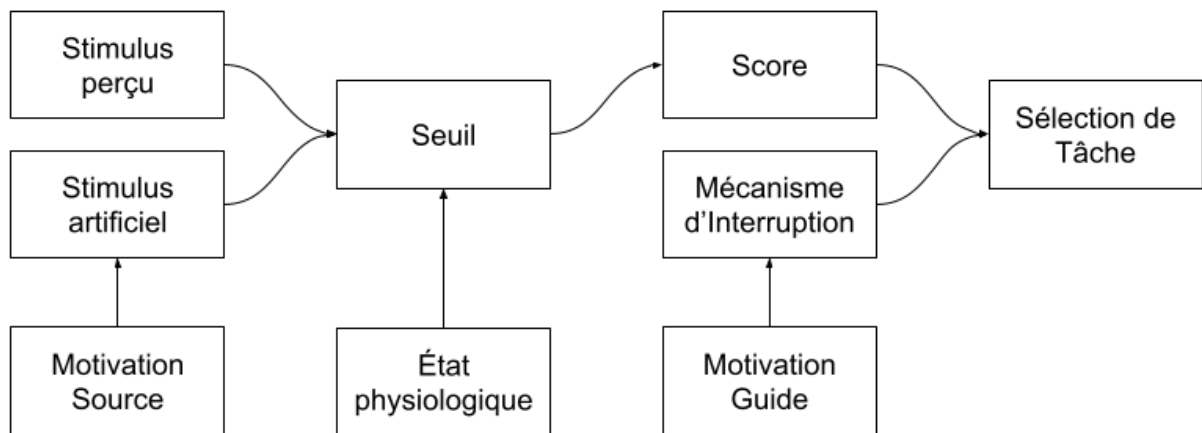 Stimulus
perçu
Stimulus
artificiel
Motivation
Source
Seuil
État
physiologique
Score
Mécanisme
d'Interruption
Motivation
Guide
Sélection de
Tâche